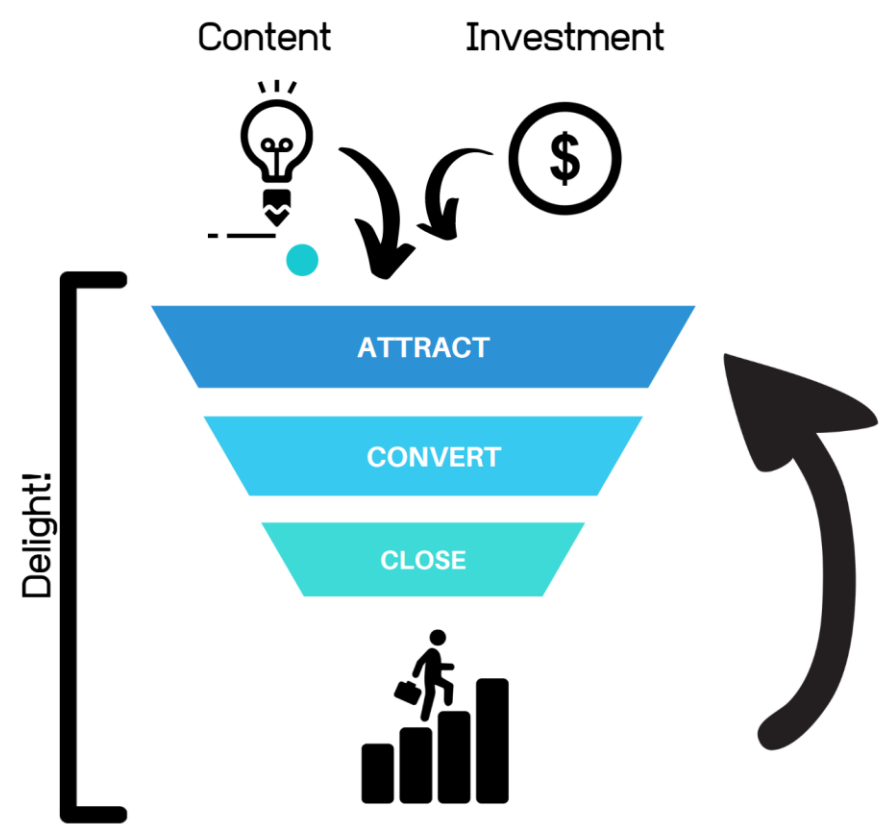 Content
Investment
$
ATTRACT
CONVERT
CLOSE
Delight!